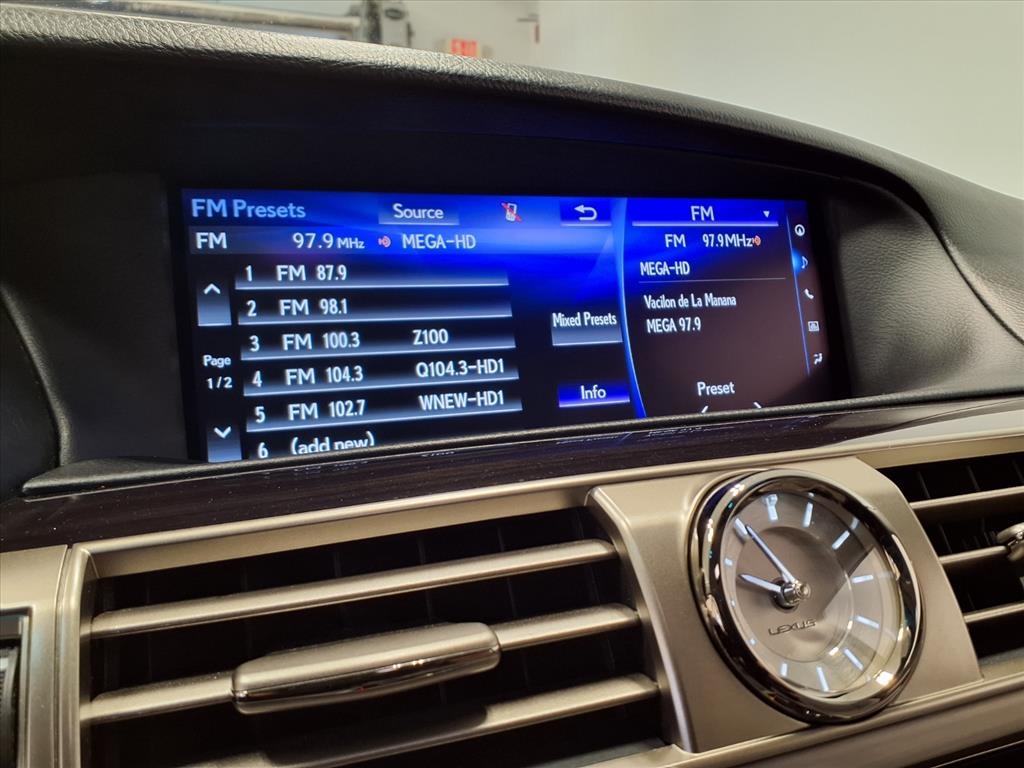 FM Presets Source
FM 97.9 MHz MEGA-HD
1 FM 87.9
2 FM 98.1
3 FM 100.3 Z100
4 FM 104.3 Q104.3-HD1
5 FM 102.7 WNEW-HD1
6 (add new)
Page
1/2
Mixed Presets
Info
FM
FM 97.9MHz
MEGA-HD
Vacilon de La Manana
MEGA 97.9
Preset
LEXUS